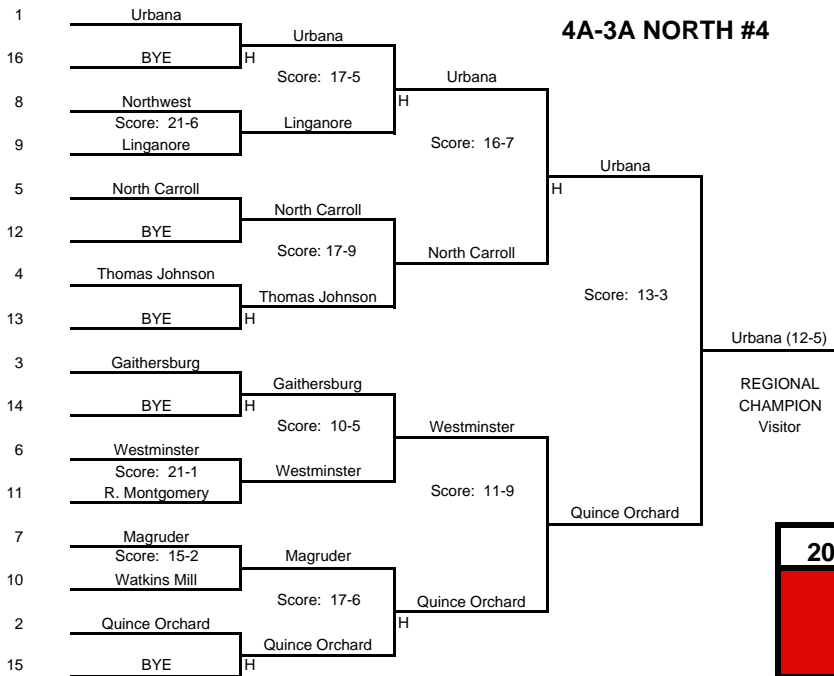 4A-3A NORTH #4
1 Urbana
16 BYE H
Urbana
Score: 17-5
8 Northwest
Score: 21-6
9 Linganore
Linganore
H
Urbana
Score: 16-7
5 North Carroll
12 BYE
North Carroll
Score: 17-9
4 Thomas Johnson
13 BYE H
Thomas Johnson
North Carroll
H
Urbana
Score: 13-3
3 Gaithersburg
14 BYE H
Gaithersburg
Score: 10-5
6 Westminster
Score: 21-1
11 R. Montgomery
Westminster
Westminster
Score: 11-9
7 Magruder
Score: 15-2
10 Watkins Mill
Magruder
Score: 17-6
2 Quince Orchard
15 BYE H
Quince Orchard
Quince Orchard
H
Quince Orchard
Urbana (12-5)
REGIONAL
CHAMPION
Visitor
20